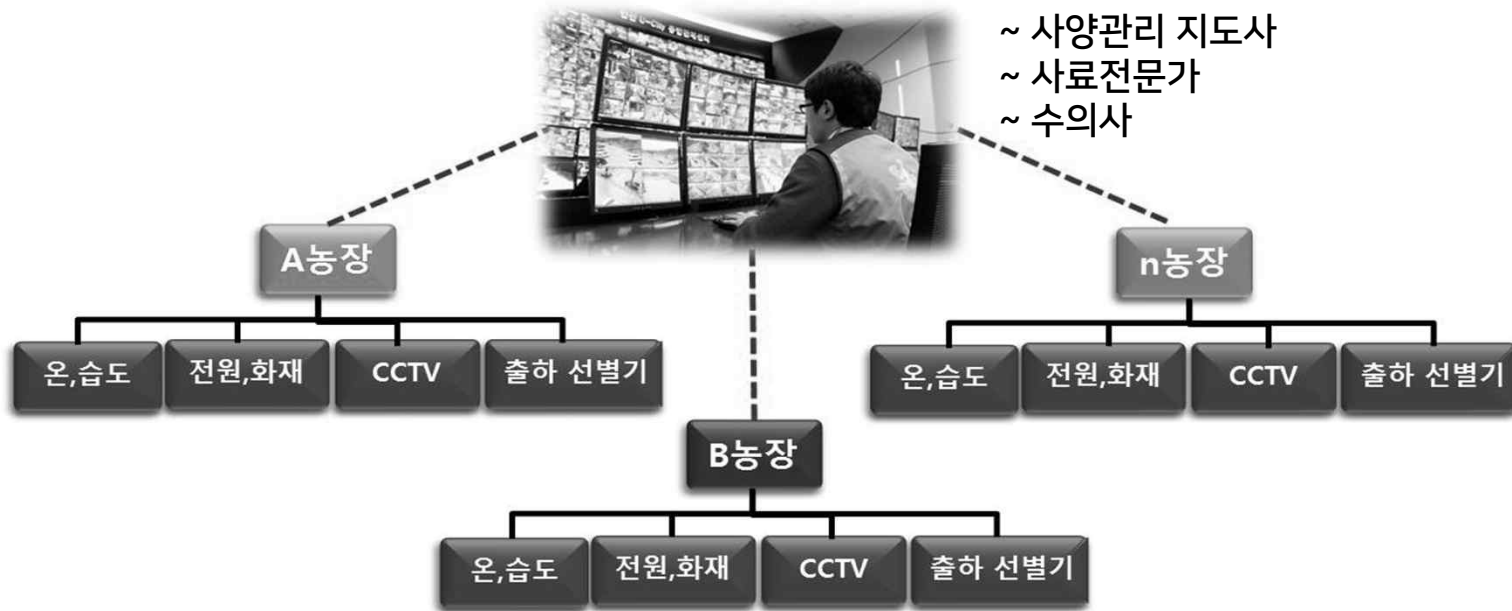 ~ 사양관리 지도사
~ 사료전문가
~ 수의사
A농장
n농장
온,습도 전원,화재 CCTV 출하 선별기
온,습도 전원,화재 CCTV 출하 선별기
B농장
온,습도 전원,화재 CCTV 출하 선별기